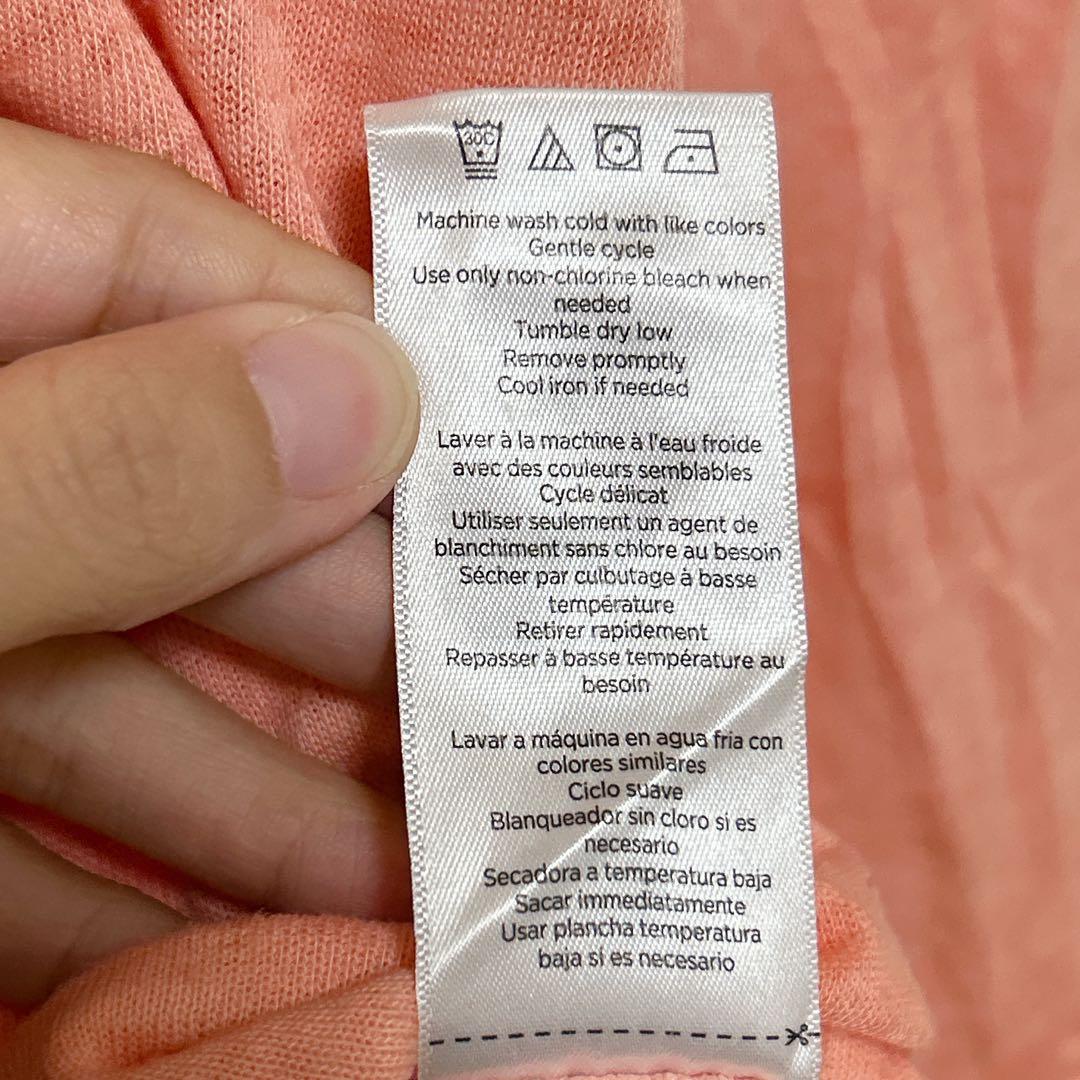 30C
Machine wash cold with like colors
Gentle cycle
Use only non-chlorine bleach when
needed
Tumble dry low
Remove promptly
Cool iron if needed
Laver à la machine à l'eau froide
avec des couleurs semblables
Cycle délicat
Utiliser seulement un agent de
blanchiment sans chlore au besoin
Sécher par culbutage à basse
température
Retirer rapidement
Repasser à basse température au
besoin
Lavar a máquina en agua fria con
colores similares
Ciclo suave
Blanqueador sin cloro si es
necesario
Secadora a temperatura baja
Sacar immediatamente
Usar plancha temperatura
baja si es necesario